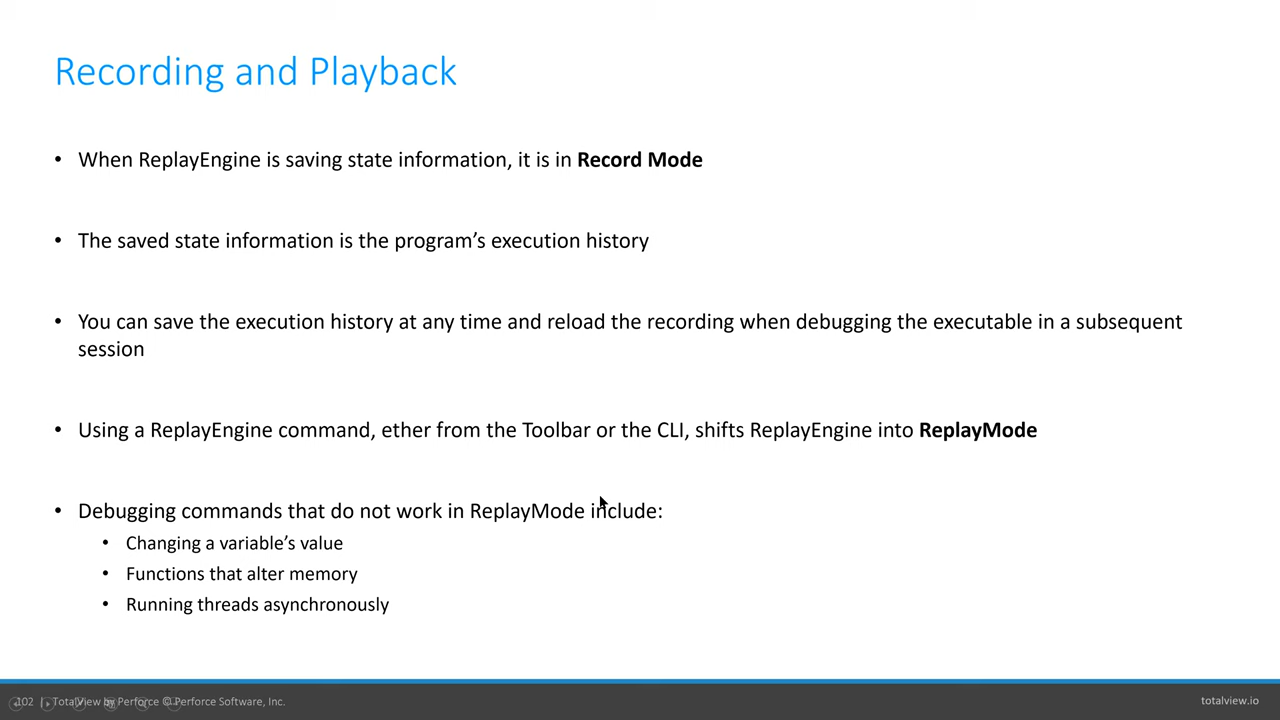 Recording and Playback
• When ReplayEngine is saving state information, it is in Record Mode
• The saved state information is the program’s execution history
• You can save the execution history at any time and reload the recording when debugging the executable in a subsequent
session
• Using a ReplayEngine command, ether from the Toolbar or the CLI, shifts ReplayEngine into ReplayMode
• Debugging commands that do not work in ReplayMode include:
• Changing a variable’s value
• Functions that alter memory
• Running threads asynchronously
102 | TotalView by Perforce © Perforce Software, Inc.
totalview.io